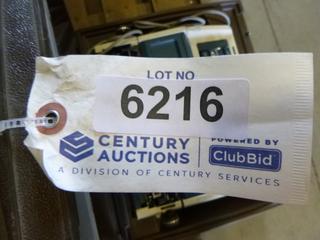 LOT NO
6216
CENTURY
AUCTIONS
POWERED BY
ClubBid
A DIVISION OF CENTURY SERVICES